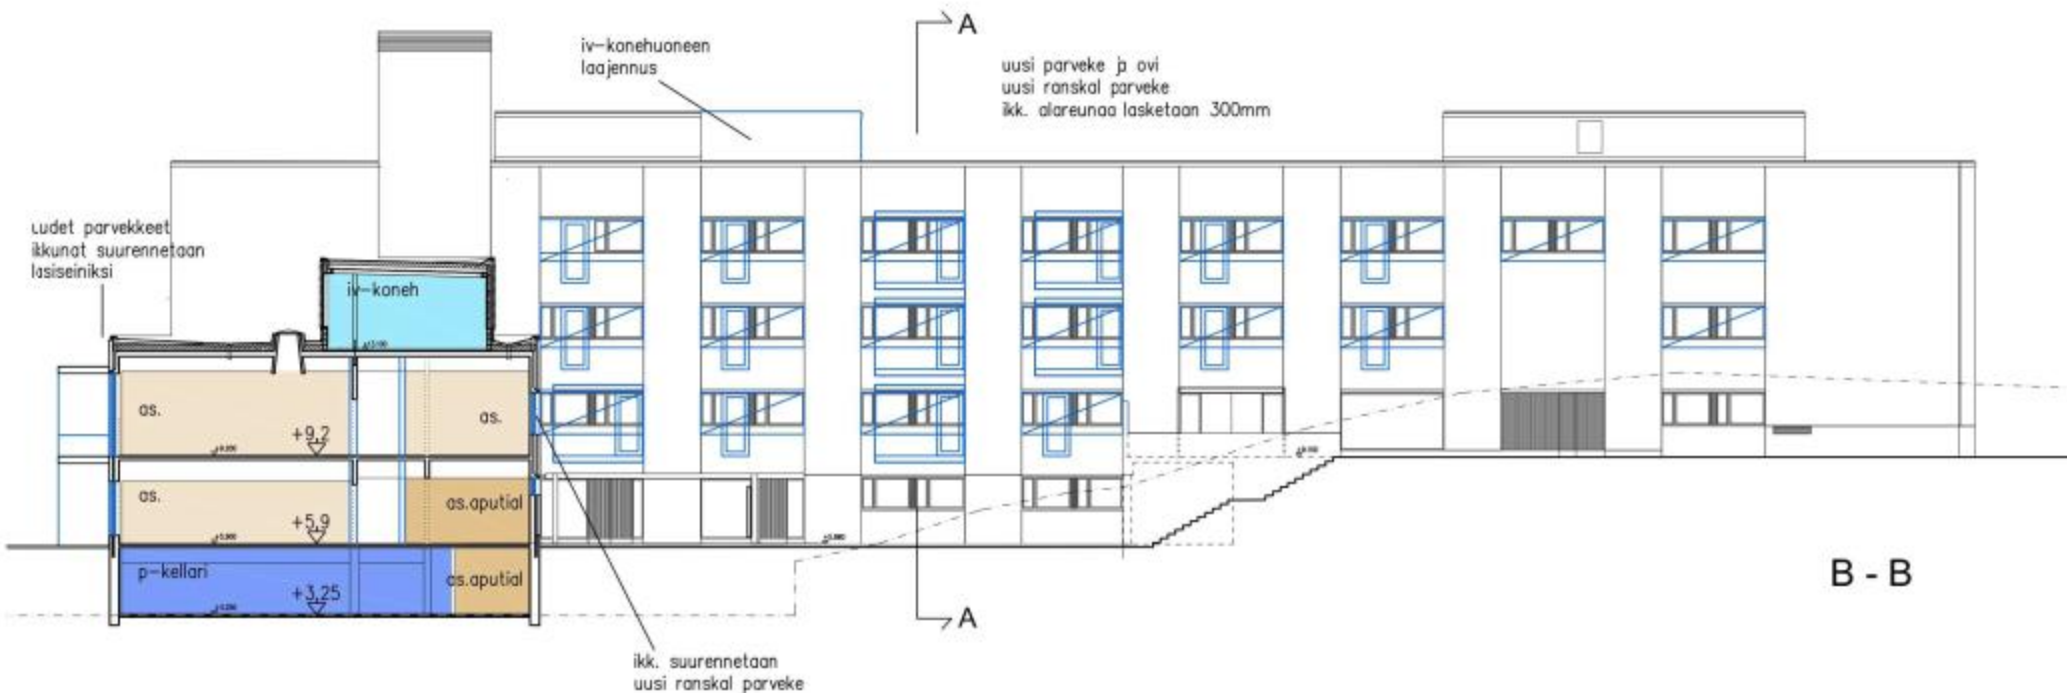 A
iv-konehuoneen
laajennus
uusi parveke ja ovi
uusi ranskal parveke
ikk. alareunaa lasketaan 300mm
uudet parvekkeet
ikkunat suurennetaan
lasiseiniksi
iv-koneh
as.
as.
+9,2
as.
as.aputial
+5,9
p-kellari
as.aputial
+3,25
B - B
A
ikk. suurennetaan
uusi ranskal parveke